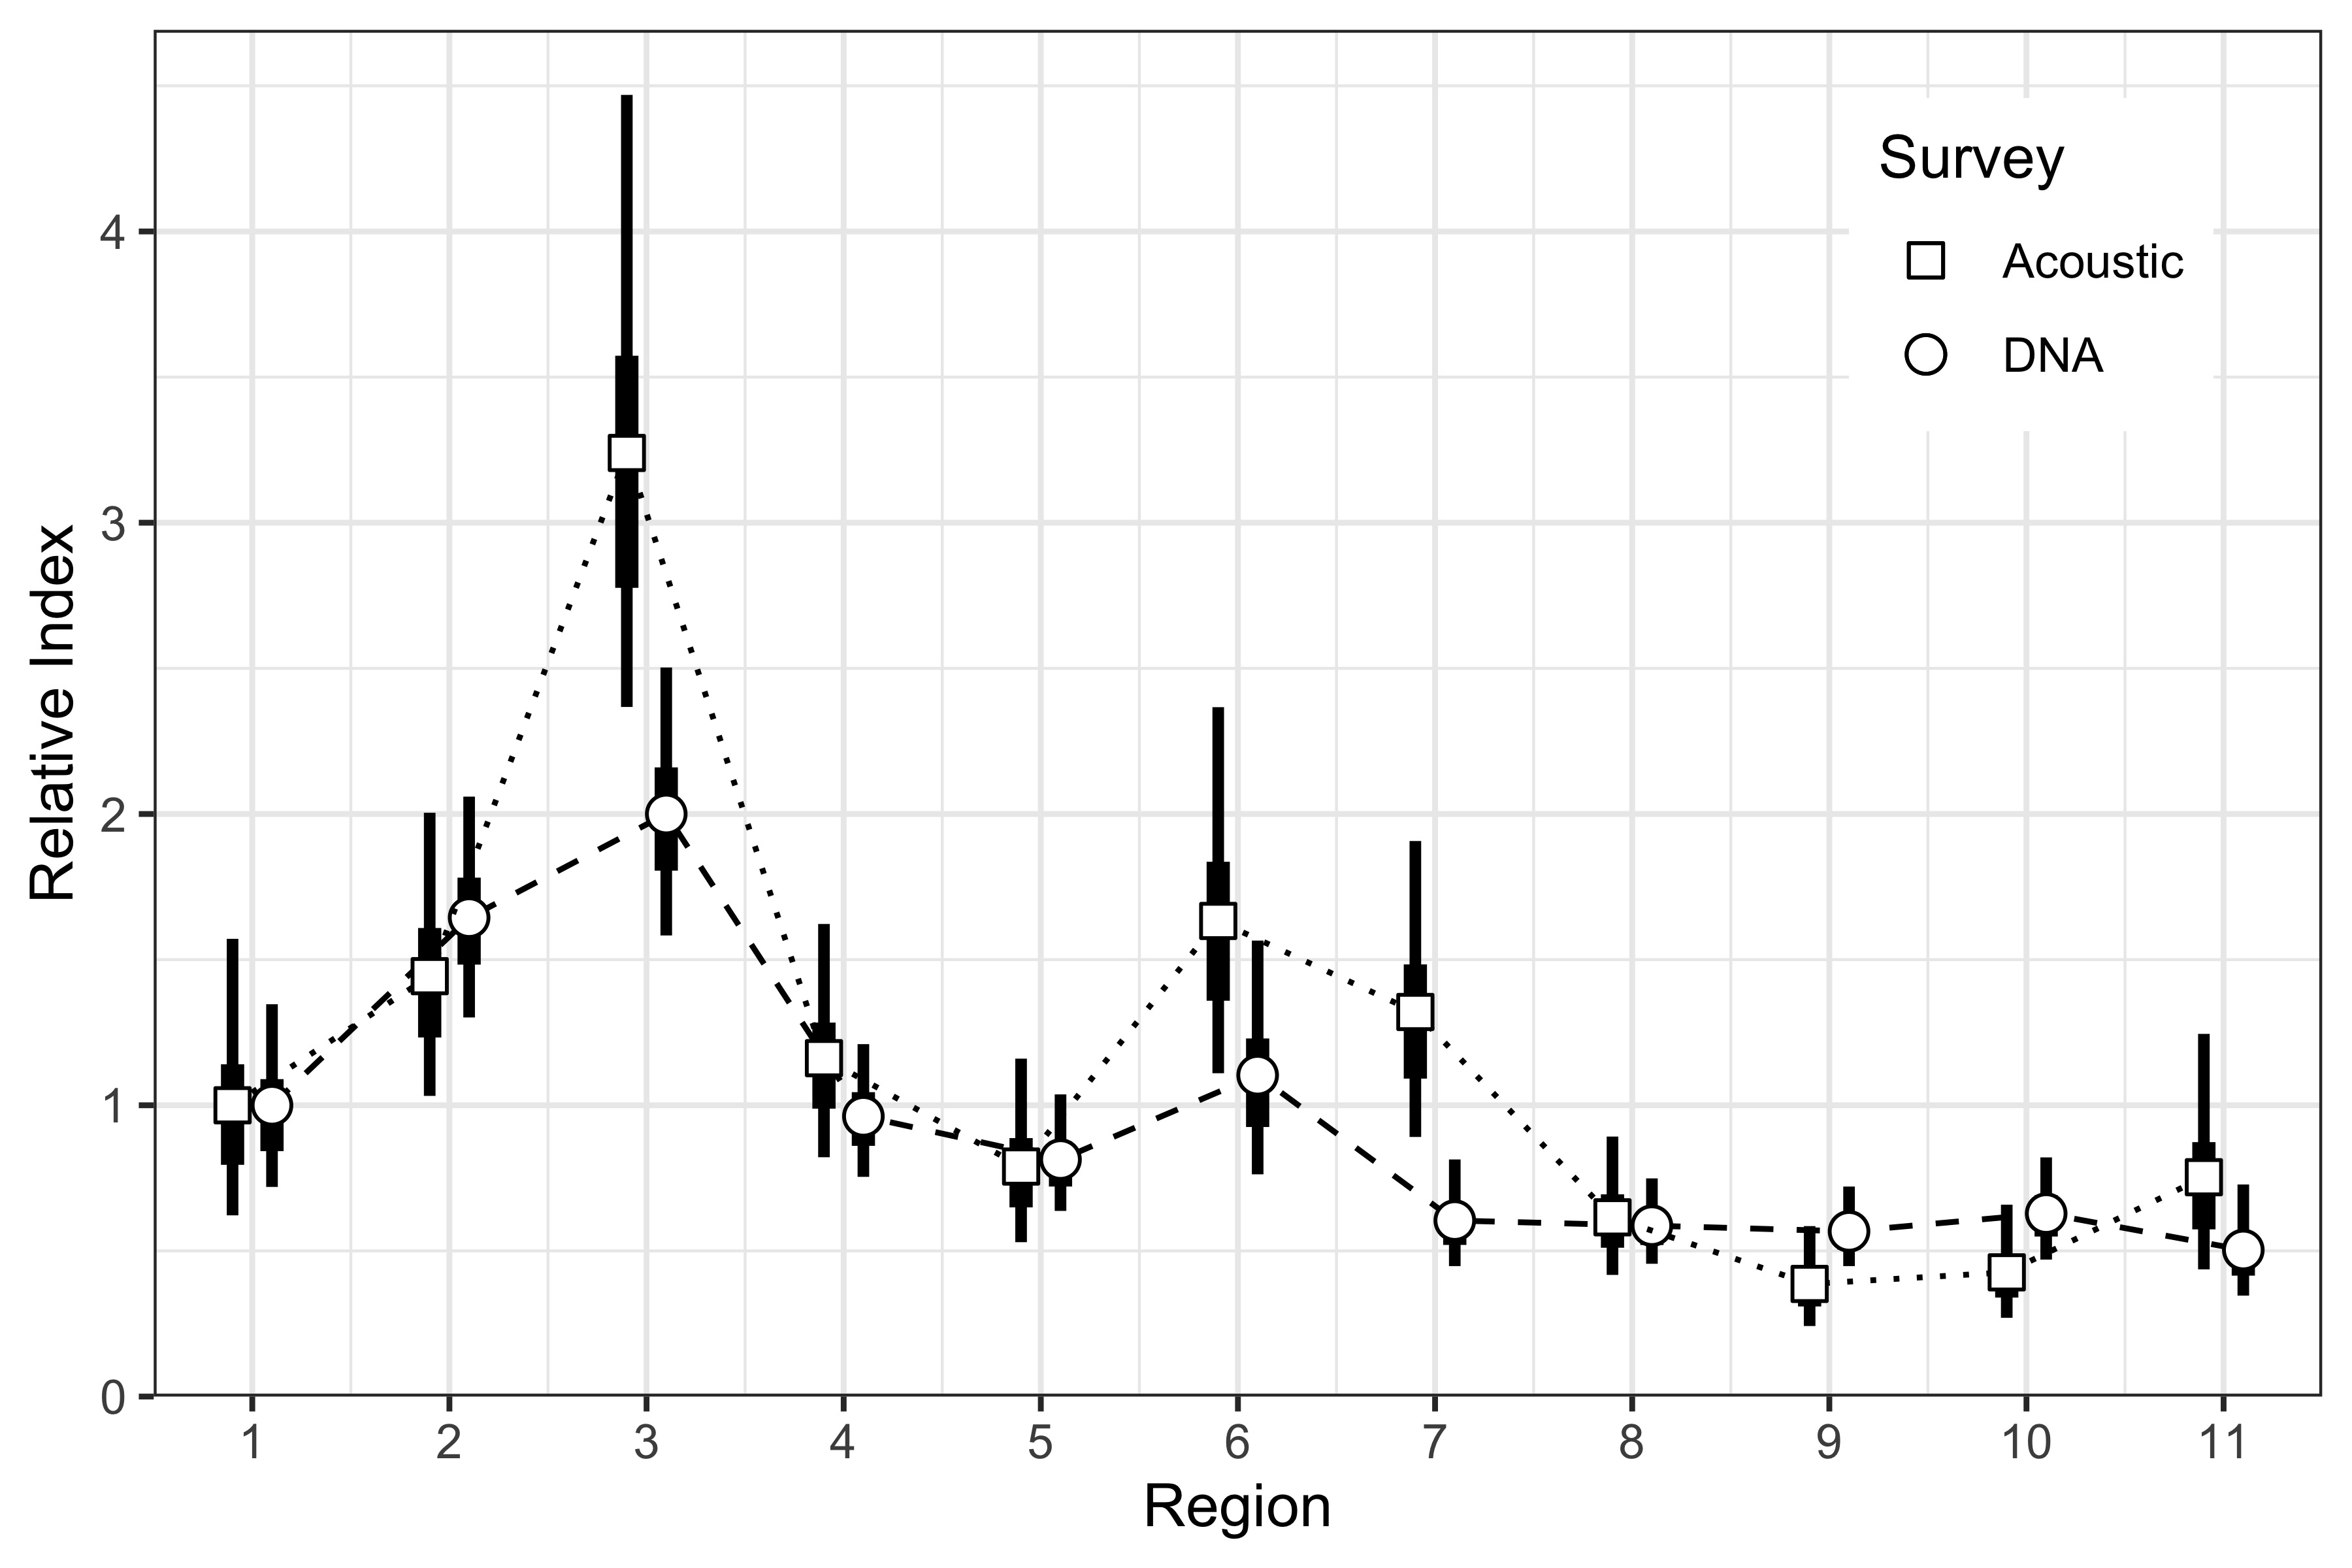 Survey
Acoustic
DNA
4
3
2
1
0
Relative Index
1 2 3 4 5 6 7 8 9 10 11
Region